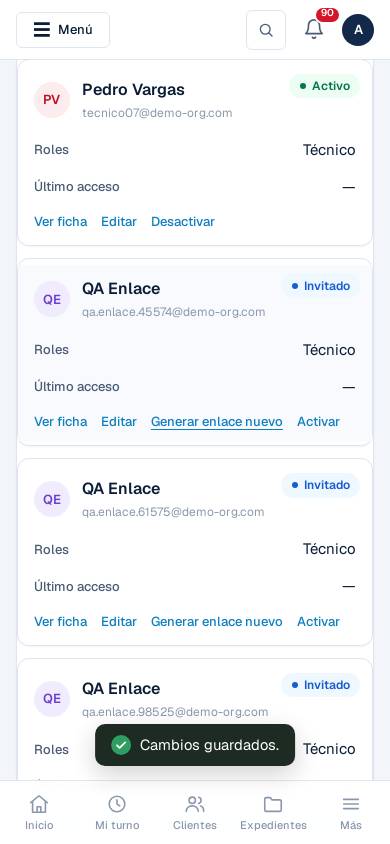 Menú
90
A
PV
Pedro Vargas
Activo
tecnico07@demo-org.com
Roles
Técnico
Último acceso
—
Ver ficha Editar Desactivar
QE
QA Enlace
Invitado
qa.enlace.45574@demo-org.com
Roles
Técnico
Último acceso
—
Ver ficha Editar Generar enlace nuevo Activar
QE
QA Enlace
Invitado
qa.enlace.61575@demo-org.com
Roles
Técnico
Último acceso
—
Ver ficha Editar Generar enlace nuevo Activar
QE
QA Enlace
Invitado
qa.enlace.98525@demo-org.com
Roles
Técnico
Cambios guardados.
Inicio Mi turno Clientes Expedientes Más